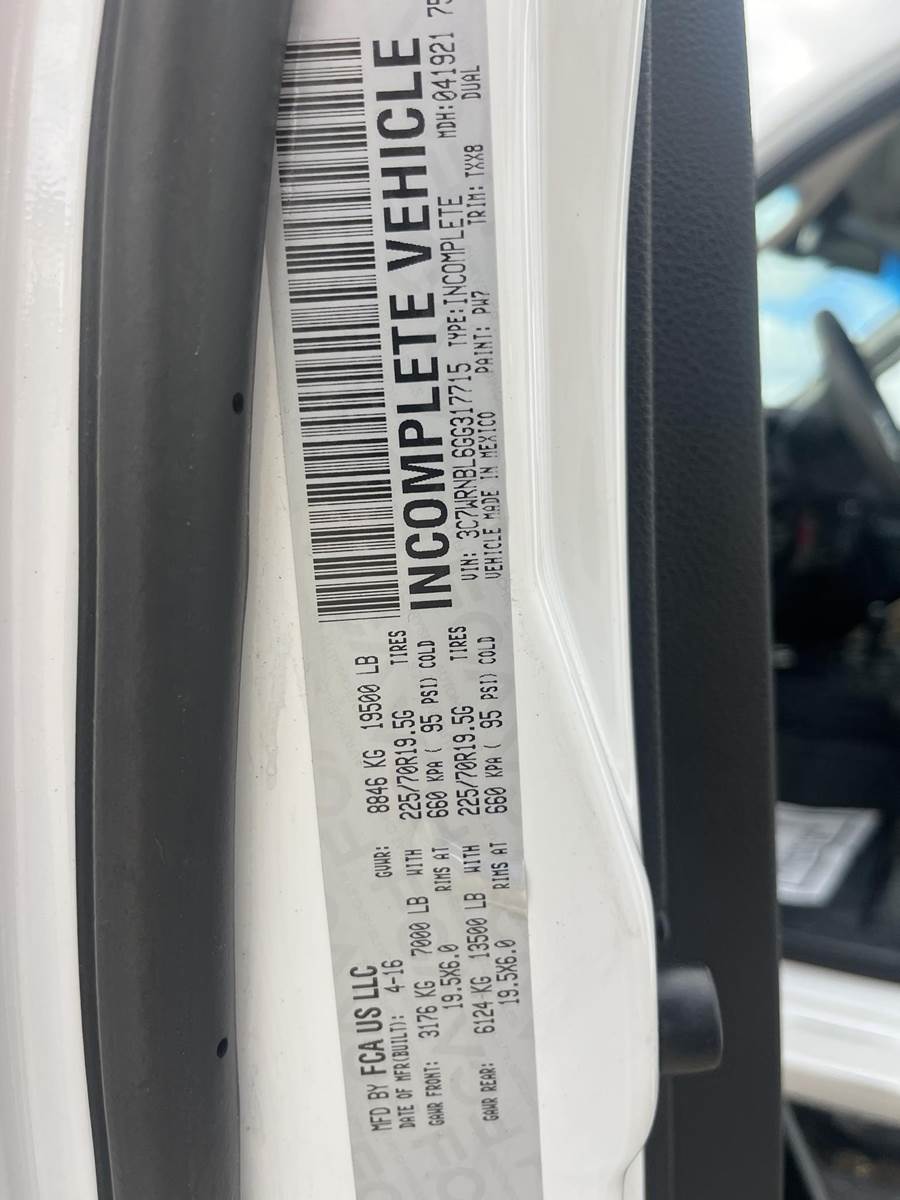 MFD BY FCA US LLC
DATE OF MFR(BUILT): 4-16 GVWR: 8846 KG 19500 LB
GAWR FRONT: 3176 KG 7000 LB WITH 225/70R19.5G TIRES
19.5X6.0 RIMS AT 660 KPA ( 95 PSI) COLD
GAWR REAR: 6124 KG 13500 LB WITH 225/70R19.5G TIRES
19.5X6.0 RIMS AT 660 KPA ( 95 PSI) COLD
INCOMPLETE VEHICLE
MDH:041921 75
VIN: 3C7WRNBL6GG317715 TYPE:INCOMPLETE DUAL
VEHICLE MADE IN MEXICO PAINT: PW7 TRIM: TXX8